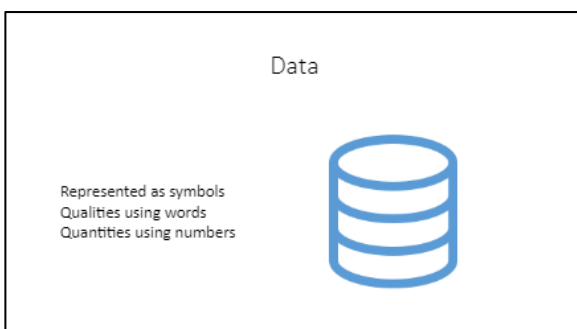 Data
Represented as symbols
Qualities using words
Quantities using numbers